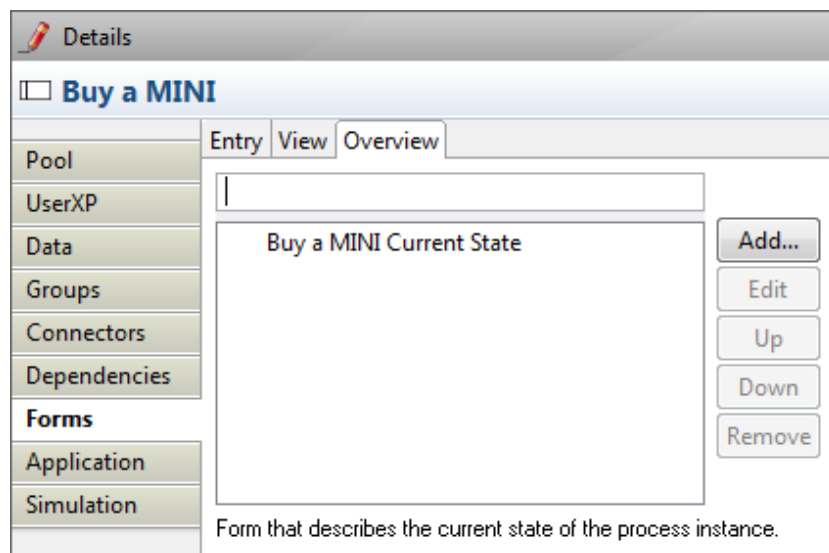 Details
Buy a MINI
Entry View Overview
Pool
UserXP
Data
Groups
Connectors
Dependencies
Forms
Application
Simulation
Buy a MINI Current State
Add...
Edit
Up
Down
Remove
Form that describes the current state of the process instance.